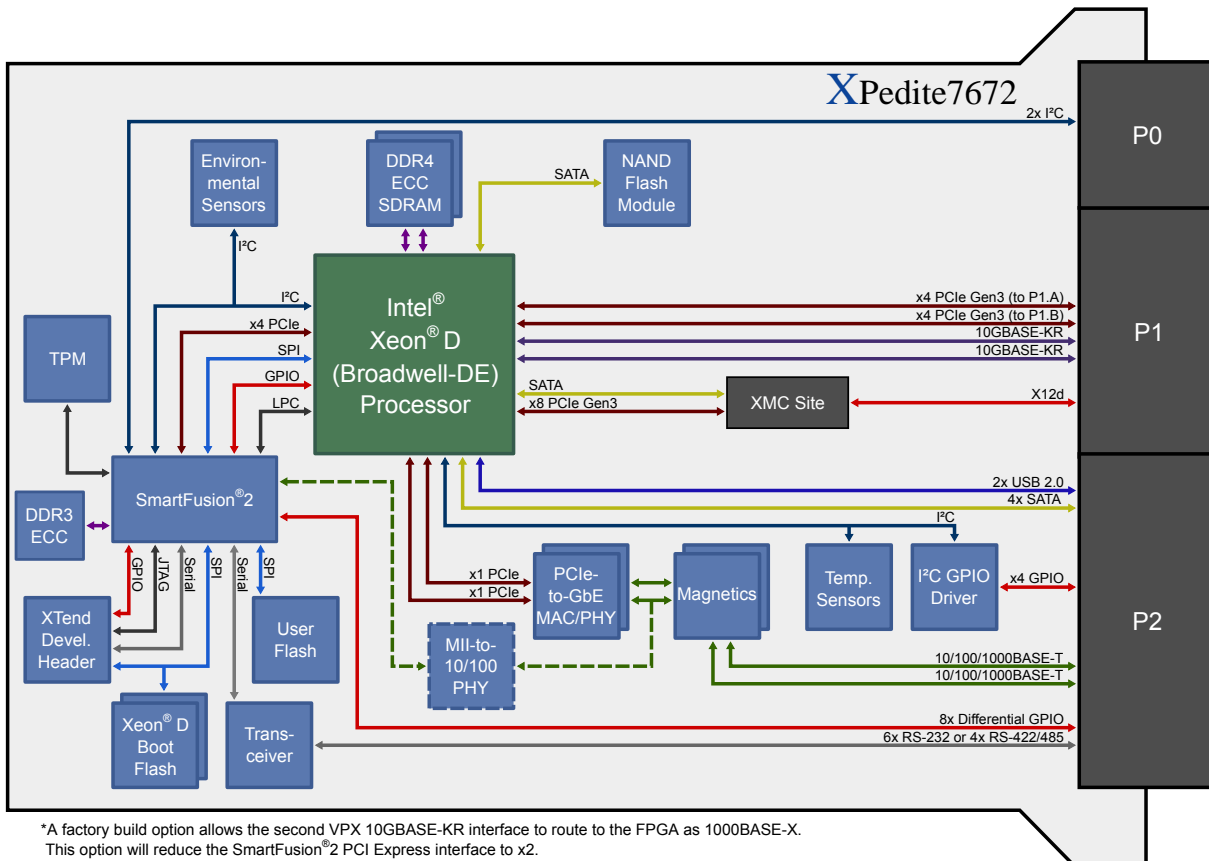 XPedite7672
2x I²C
P0
Environ-
mental
Sensors
DDR4
ECC
SDRAM
SATA
NAND
Flash
Module
I²C
Intel®
Xeon® D
(Broadwell-DE)
Processor
I²C
x4 PCIe
SPI
GPIO
LPC
TPM
x4 PCIe Gen3 (to P1.A)
x4 PCIe Gen3 (to P1.B)
10GBASE-KR
10GBASE-KR
P1
SATA
x8 PCIe Gen3
XMC Site
X12d
SmartFusion®2
DDR3
ECC
2x USB 2.0
4x SATA
I²C
GPIO
JTAG
Serial
SPI
Serial
SPI
x1 PCIe
x1 PCIe
PCIe-
to-GbE
MAC/PHY
Magnetics
Temp.
Sensors
I²C GPIO
Driver
x4 GPIO
P2
XTend
Devel.
Header
User
Flash
MII-to-
10/100
PHY
10/100/1000BASE-T
10/100/1000BASE-T
Xeon® D
Boot
Flash
Trans-
ceiver
8x Differential GPIO
6x RS-232 or 4x RS-422/485
*A factory build option allows the second VPX 10GBASE-KR interface to route to the FPGA as 1000BASE-X.
This option will reduce the SmartFusion®2 PCI Express interface to x2.